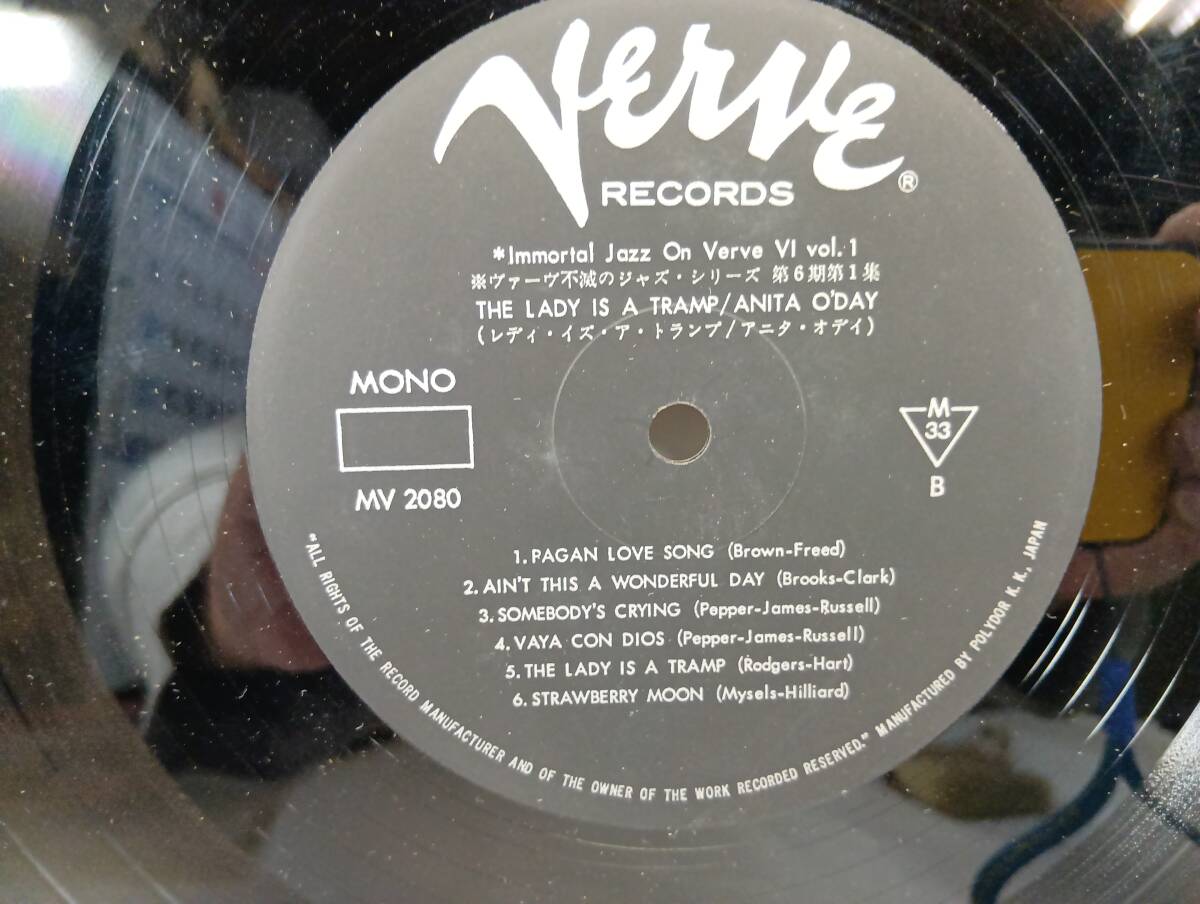 Verve
RECORDS ®
*Immortal Jazz On Verve VI vol.1
※ヴァーヴ不滅のジャズ・シリーズ 第6期第1集
THE LADY IS A TRAMP/ANITA O'DAY
(レディ・イズ・ア・トランプ/アニタ・オデイ)
MONO
MV 2080
M
33
B
1. PAGAN LOVE SONG (Brown-Freed)
2. AIN'T THIS A WONDERFUL DAY (Brooks-Clark)
3. SOMEBODY'S CRYING (Pepper-James-Russell)
4. VAYA CON DIOS (Pepper-James-Russell)
5. THE LADY IS A TRAMP (Rodgers-Hart)
6. STRAWBERRY MOON (Mysels-Hilliard)
"ALL RIGHTS OF THE RECORD MANUFACTURER AND OF THE OWNER OF THE WORK RECORDED RESERVED." MANUFACTURED BY POLYDOR K. K., JAPAN